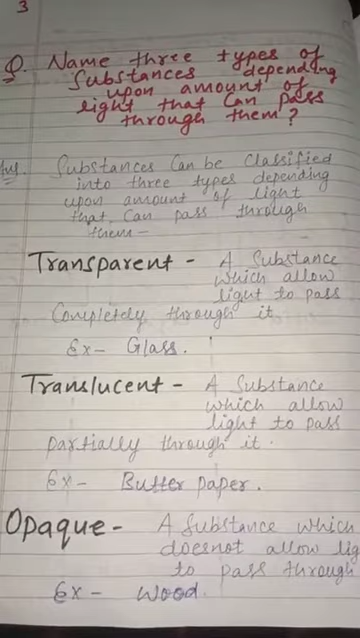 3
Q. Name three types of
Substances depending
upon amount of
light that can pass
through them?
Ans. Substances Can be Classified
into three types depending
upon amount of light
that can pass through
them-
Transparent - A Substance
which allow
light to pass
Completely through it
Ex- Glass.
Translucent - A Substance
which allow
light to pass
partially through it.
Ex- Butter paper.
Opaque - A Substance which
doesnot allow lig
to pass through
Ex- Wood.